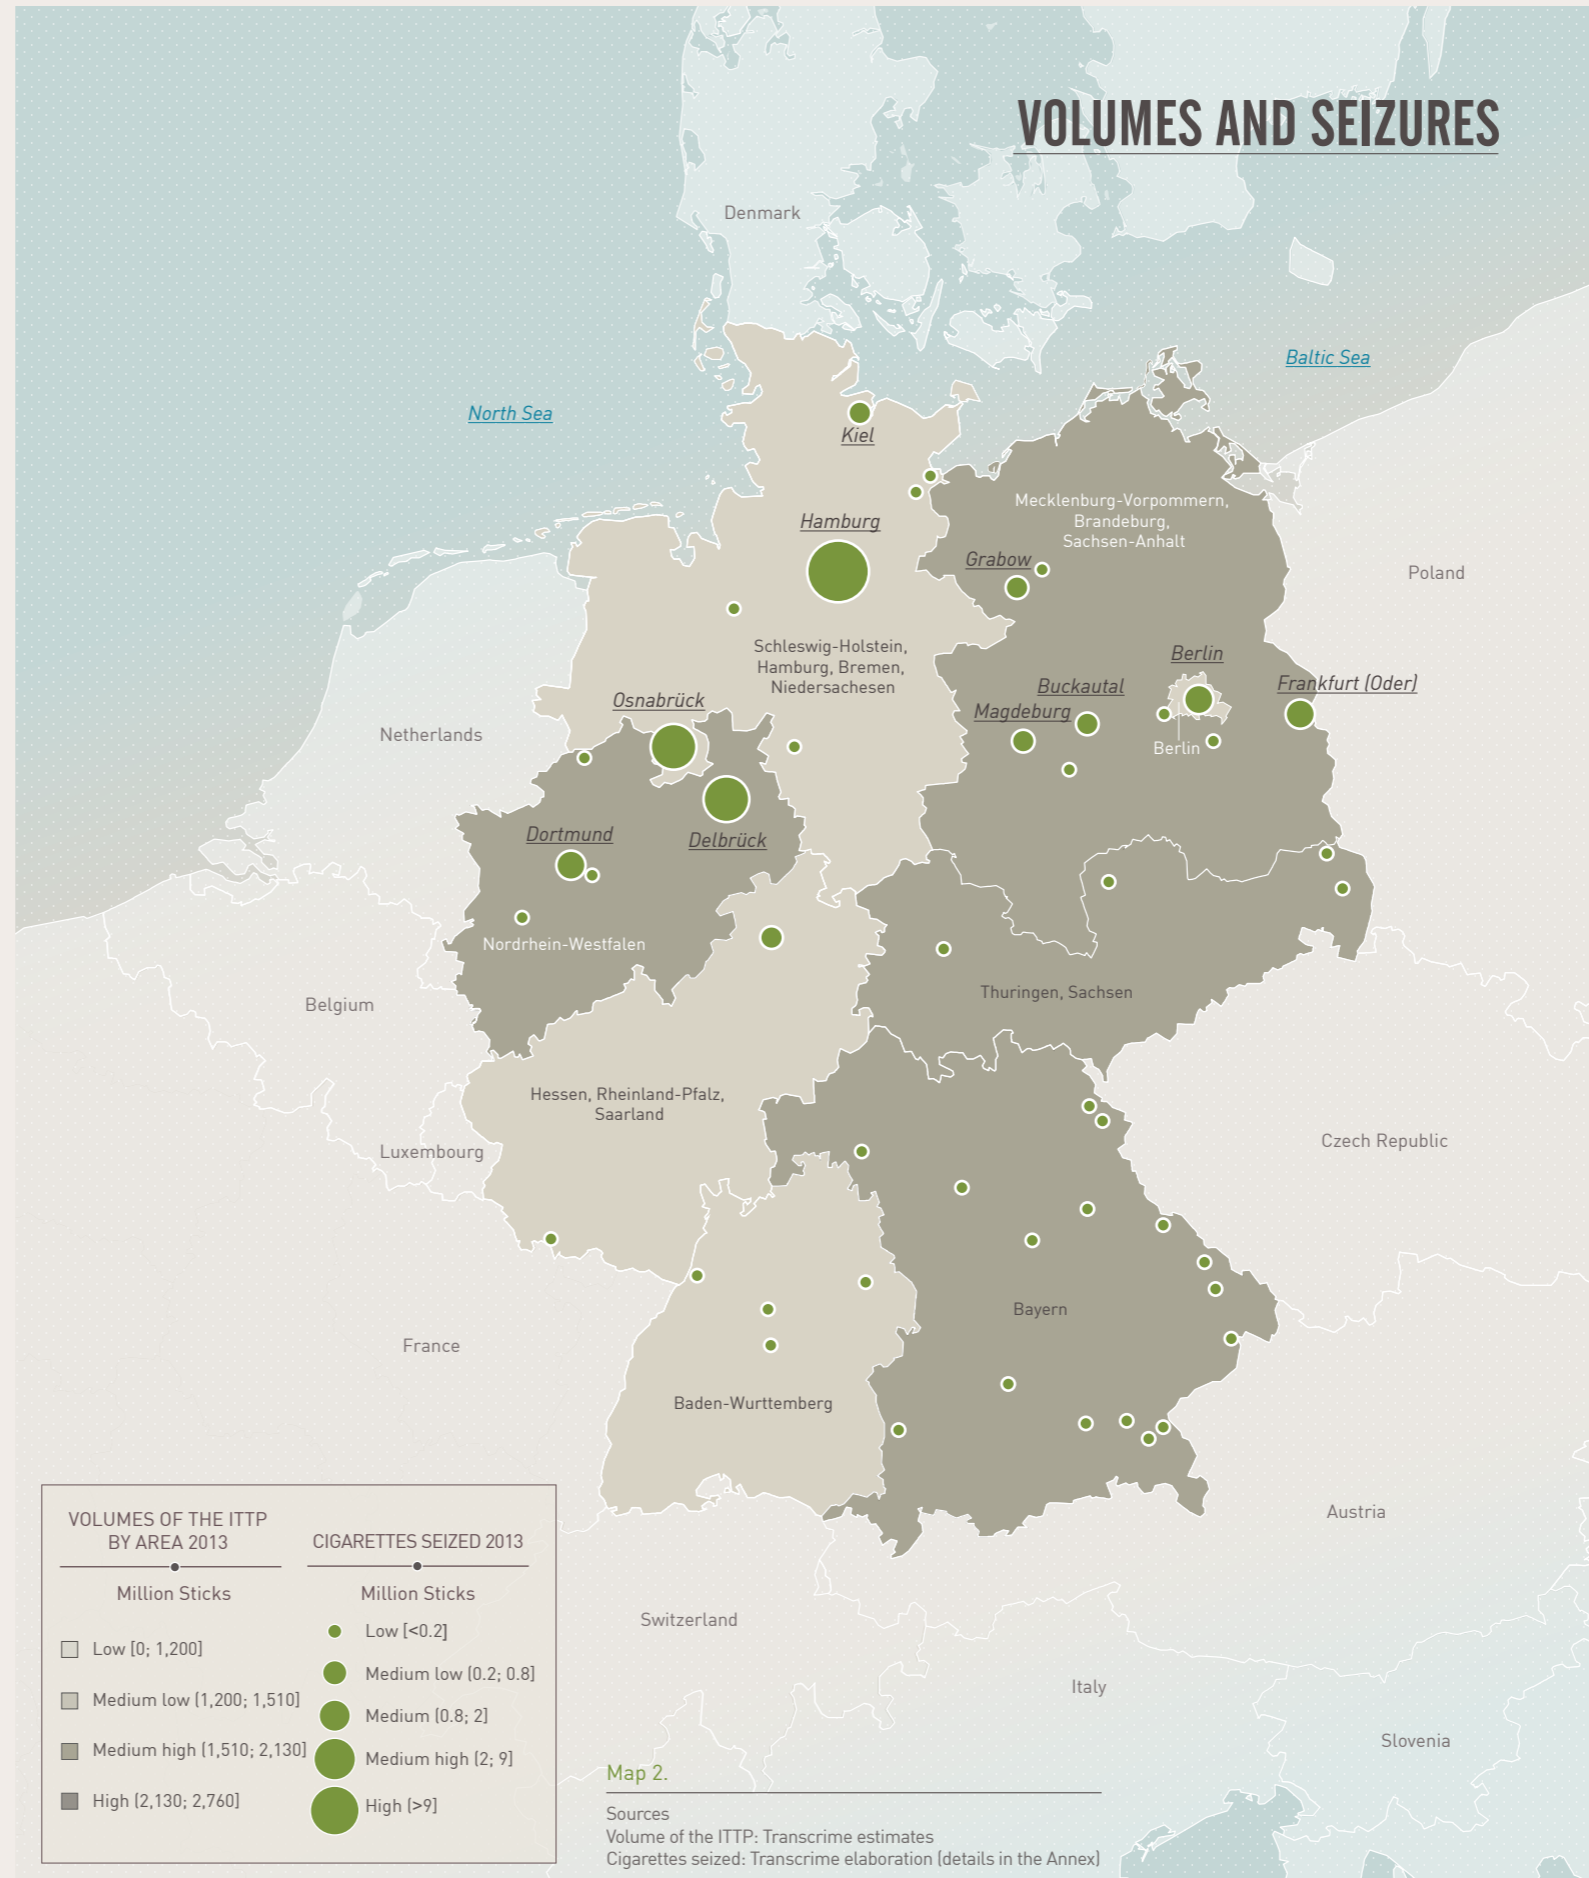 VOLUMES AND SEIZURES
Denmark
Baltic Sea
North Sea
Kiel
Mecklenburg-Vorpommern,
Brandeburg,
Sachsen-Anhalt
Hamburg
Grabow
Poland
Schleswig-Holstein,
Hamburg, Bremen,
Niedersachesen
Berlin
Buckautal
Frankfurt (Oder)
Osnabrück
Magdeburg
Netherlands
Berlin
Dortmund
Delbrück
Nordrhein-Westfalen
Belgium
Thuringen, Sachsen
Hessen, Rheinland-Pfalz,
Saarland
Luxembourg
Czech Republic
Bayern
France
Baden-Wurttemberg
Austria
Switzerland
Italy
Slovenia
VOLUMES OF THE ITTP
BY AREA 2013
Million Sticks
Low [0; 1,200]
Medium low (1,200; 1,510]
Medium high (1,510; 2,130]
High (2,130; 2,760]
CIGARETTES SEIZED 2013
Million Sticks
Low [<0.2]
Medium low (0.2; 0.8]
Medium (0.8; 2]
Medium high (2; 9]
High (>9]
Map 2.
Sources
Volume of the ITTP: Transcrime estimates
Cigarettes seized: Transcrime elaboration (details in the Annex)